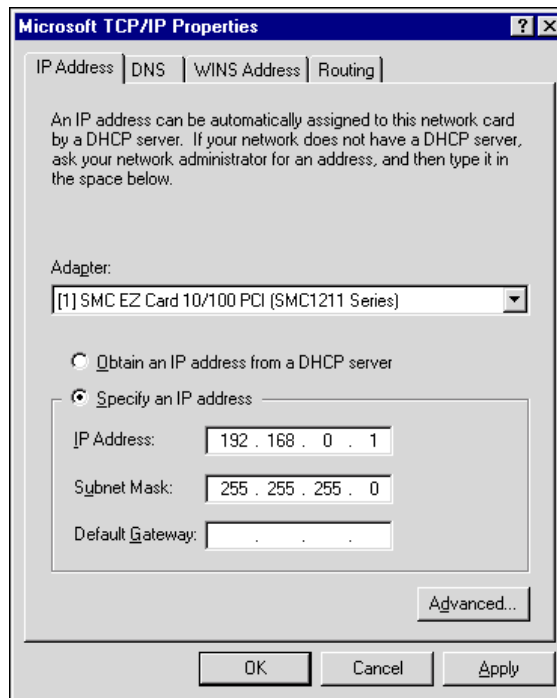 Microsoft TCP/IP Properties
IP Address DNS WINS Address Routing
An IP address can be automatically assigned to this network card
by a DHCP server. If your network does not have a DHCP server,
ask your network administrator for an address, and then type it in
the space below.
Adapter:
[1] SMC EZ Card 10/100 PCI (SMC1211 Series)
Obtain an IP address from a DHCP server
Specify an IP address
IP Address: 192 . 168 . 0 . 1
Subnet Mask: 255 . 255 . 255 . 0
Default Gateway: . . .
Advanced...
OK Cancel Apply